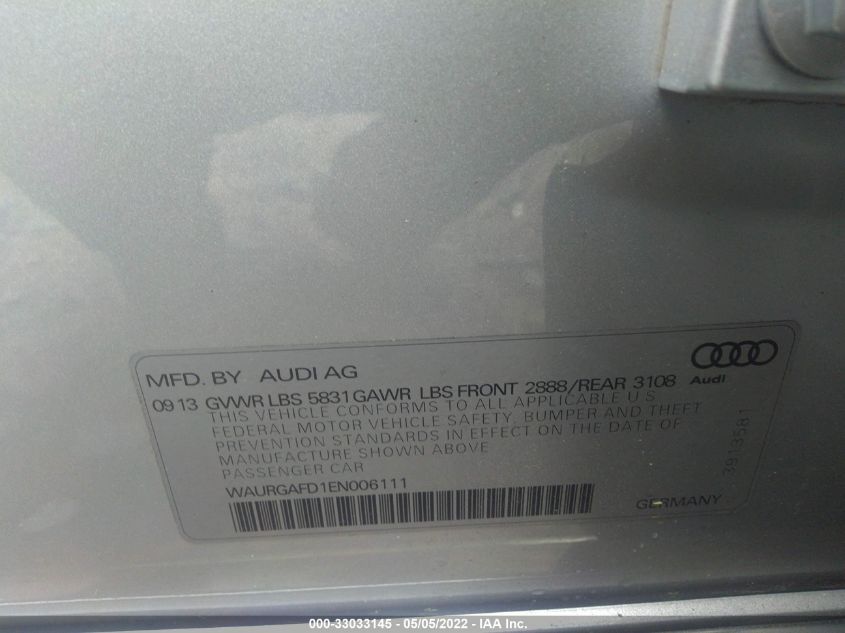 MFD. BY AUDI AG
Audi
09 13 GVWR LBS 5831 GAWR LBS FRONT 2888/REAR 3108
THIS VEHICLE CONFORMS TO ALL APPLICABLE U S
FEDERAL MOTOR VEHICLE SAFETY, BUMPER AND THEFT
PREVENTION STANDARDS IN EFFECT ON THE DATE OF
MANUFACTURE SHOWN ABOVE
PASSENGER CAR
3913581
WAURGAFD1EN006111
GERMANY
000-33033145 - 05/05/2022 - IAA Inc.